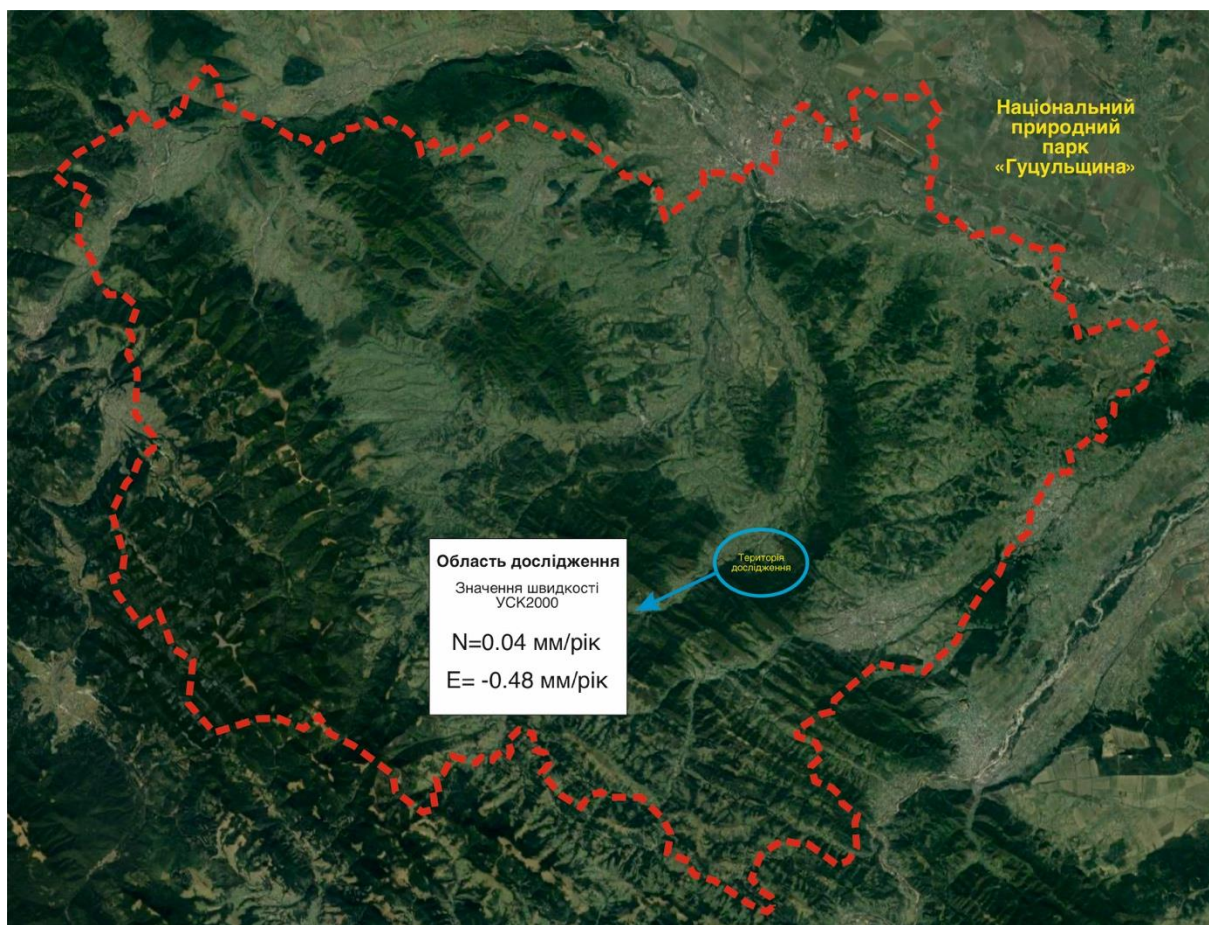 Національний
природний
парк
«Гуцульщина»
Територія
дослідження
Область дослідження
Значення швидкості
УСК2000
N=0.04 мм/рік
E= -0.48 мм/рік